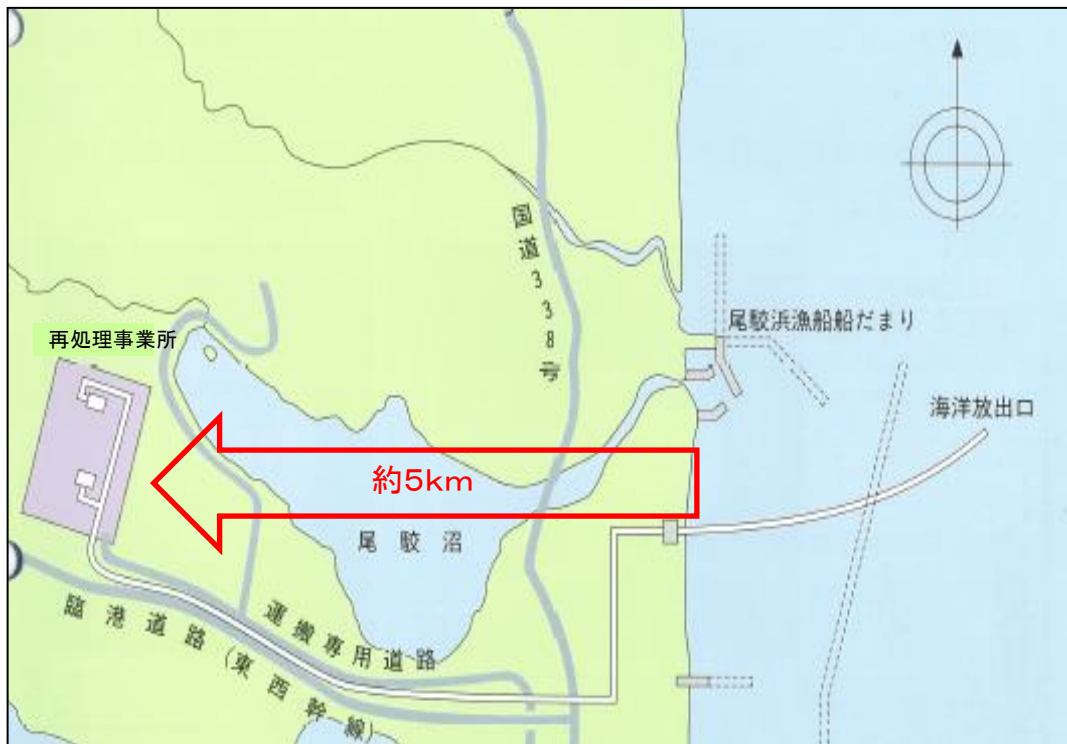 国道338号
尾駮浜漁船船だまり
再処理事業所
海洋放出口
約5km
尾駮沼
運搬専用道路
臨港道路(東西幹線)